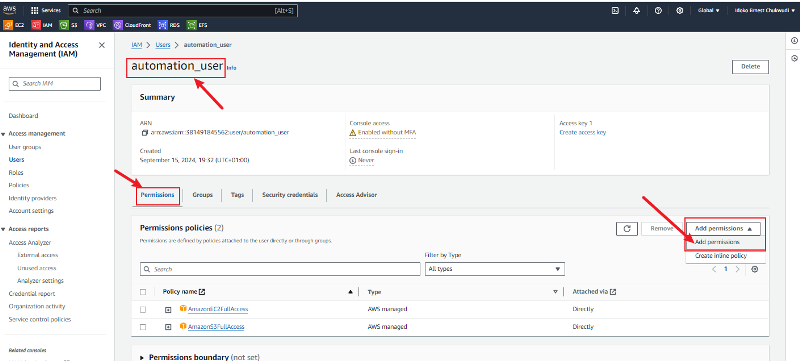 aws
Services
Search
[Alt+S]
Global
Idoko Ernest Chukwudi
EC2
IAM
S3
VPC
CloudFront
RDS
EFS
Identity and Access
Management (IAM)
Search IAM
Dashboard
Access management
User groups
Users
Roles
Policies
Identity providers
Account settings
Access reports
Access Analyzer
External access
Unused access
Analyzer settings
Credential report
Organization activity
Service control policies
Related consoles
IAM > Users > automation_user
automation_user Info
Delete
Summary
ARN
arn:aws:iam::381491845562:user/automation_user
Console access
Enabled without MFA
Access key 1
Create access key
Created
September 15, 2024, 19:32 (UTC+01:00)
Last console sign-in
Never
Permissions
Groups
Tags
Security credentials
Access Advisor
Permissions policies (2)
Remove
Add permissions
Add permissions
Create inline policy
Permissions are defined by policies attached to the user directly or through groups.
Filter by Type
Search
All types
1
Policy name
Type
Attached via
AmazonEC2FullAccess
AWS managed
Directly
AmazonS3FullAccess
AWS managed
Directly
Permissions boundary (not set)